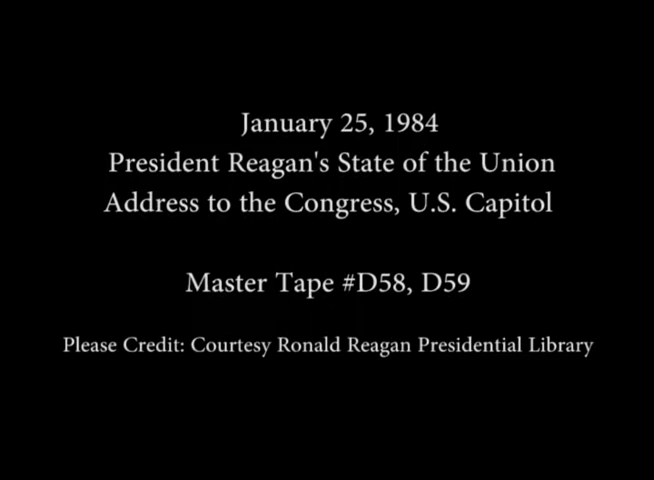 January 25, 1984
President Reagan's State of the Union
Address to the Congress, U.S. Capitol
Master Tape #D58, D59
Please Credit: Courtesy Ronald Reagan Presidential Library